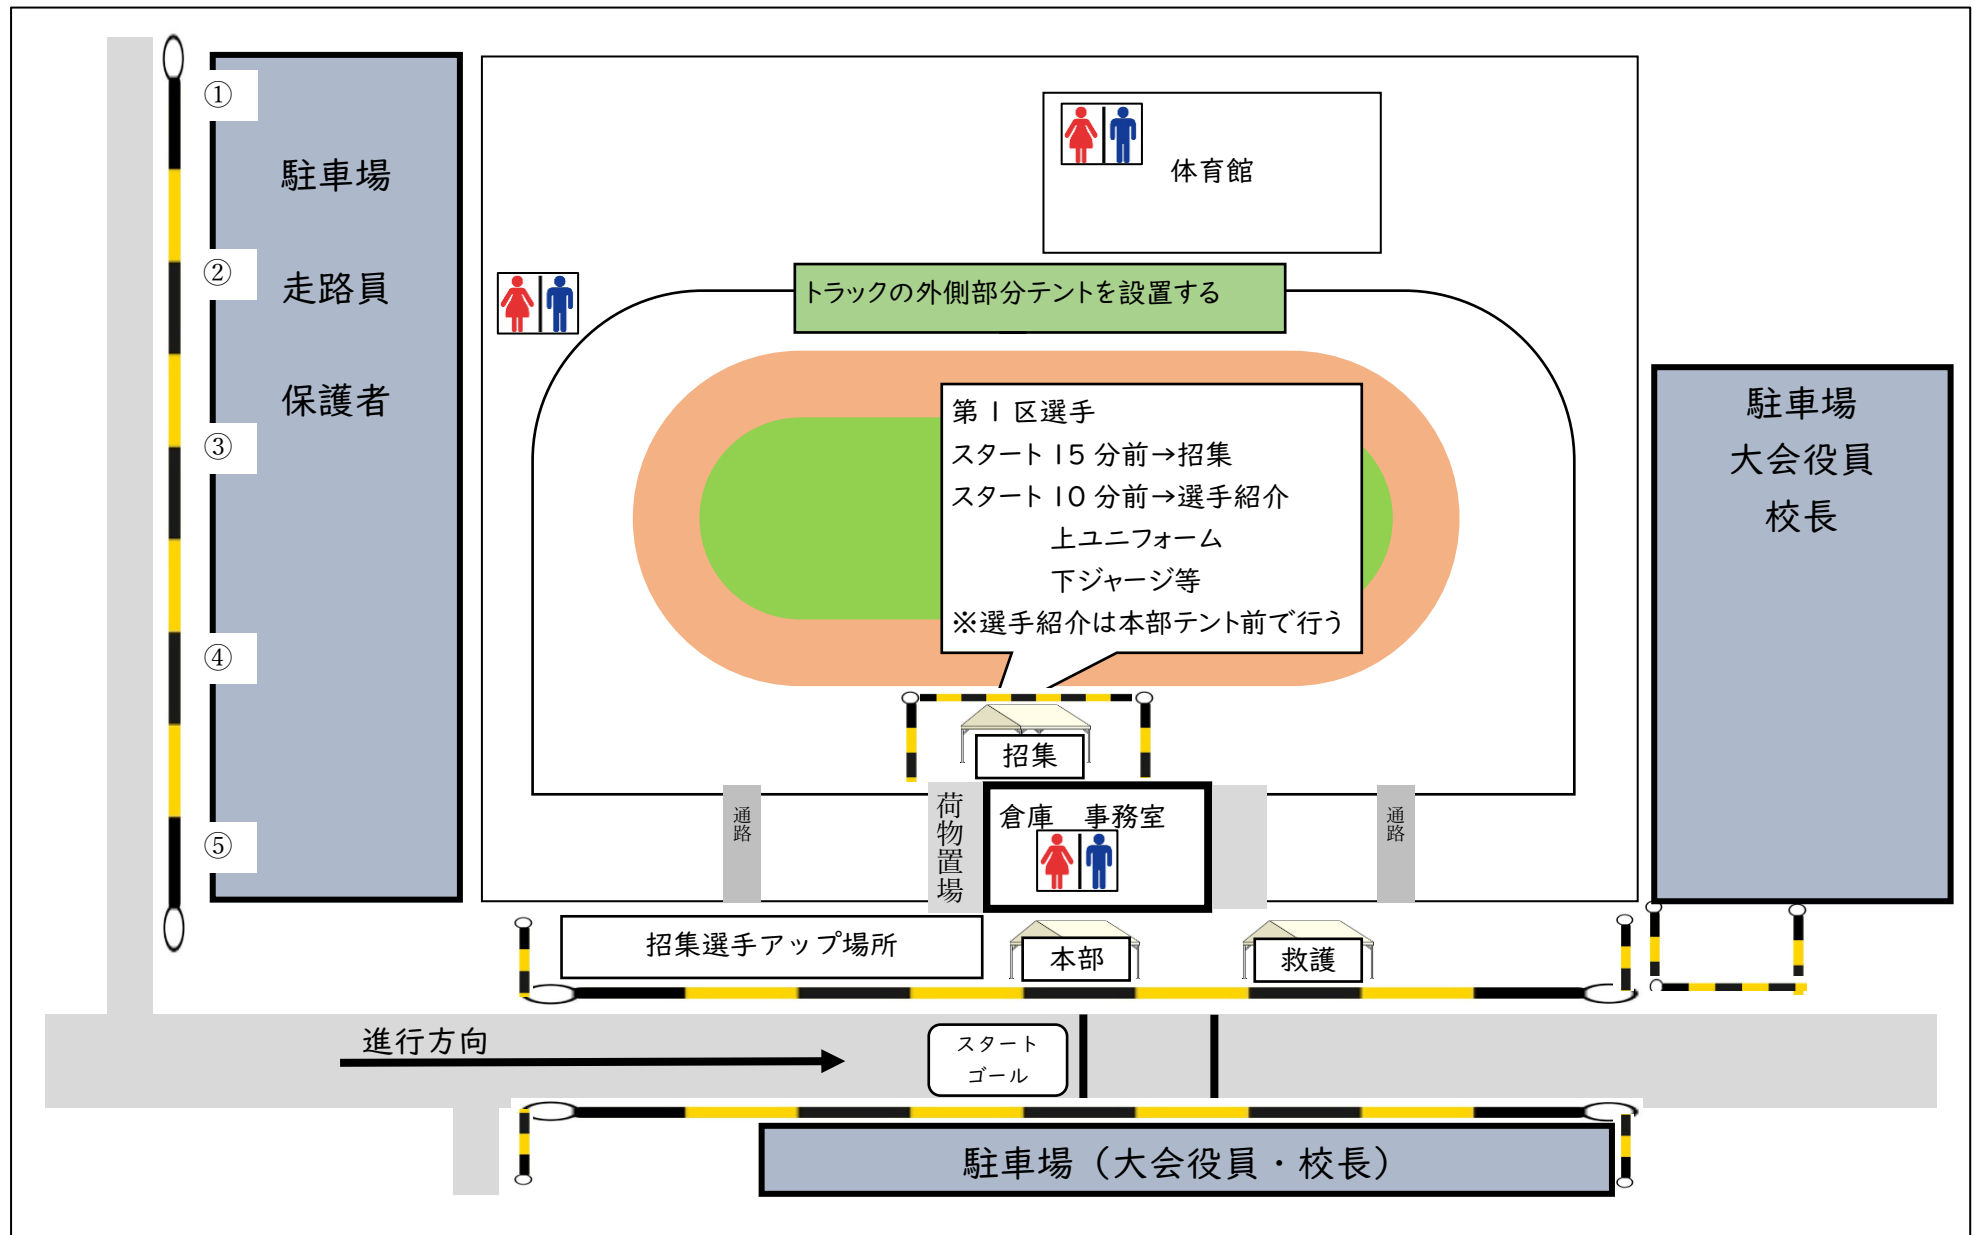 ①
駐車場
②
走路員
保護者
③
④
⑤
体育館
トラックの外側部分テントを設置する
第1区選手
スタート15分前→招集
スタート10分前→選手紹介
上ユニフォーム
下ジャージ等
※選手紹介は本部テント前で行う
駐車場
大会役員
校長
招集
通路
荷物置場
倉庫　事務室
通路
招集選手アップ場所
本部
救護
進行方向
スタート
ゴール
駐車場（大会役員・校長）